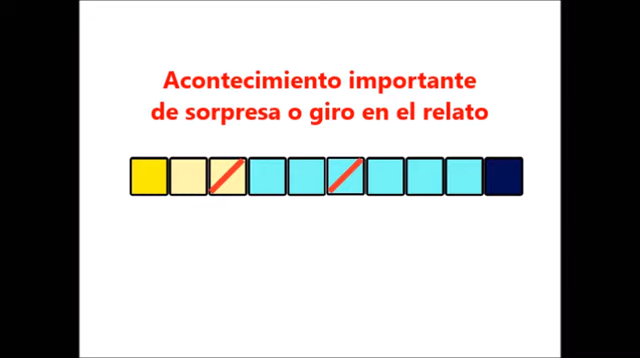 Acontecimiento importante
de sorpresa o giro en el relato